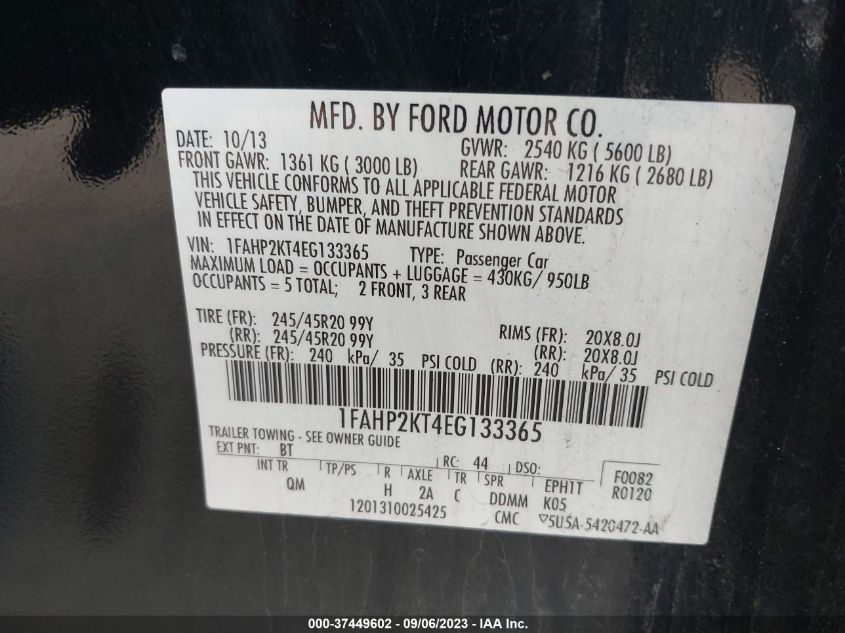 MFD. BY FORD MOTOR CO.
DATE: 10/13 GVWR: 2540 KG ( 5600 LB)
FRONT GAWR: 1361 KG ( 3000 LB) REAR GAWR: 1216 KG ( 2680 LB)
THIS VEHICLE CONFORMS TO ALL APPLICABLE FEDERAL MOTOR
VEHICLE SAFETY, BUMPER, AND THEFT PREVENTION STANDARDS
IN EFFECT ON THE DATE OF MANUFACTURE SHOWN ABOVE.
VIN: 1FAHP2KT4EG133365 TYPE: Passenger Car
MAXIMUM LOAD = OCCUPANTS + LUGGAGE = 430KG/ 950LB
OCCUPANTS = 5 TOTAL; 2 FRONT, 3 REAR
TIRE (FR): 245/45R20 99Y RIMS (FR): 20X8.0J
(RR): 245/45R20 99Y (RR): 20X8.0J
PRESSURE (FR): 240 kPa/ 35 PSI COLD (RR): 240 kPa/ 35 PSI COLD
1FAHP2KT4EG133365
TRAILER TOWING - SEE OWNER GUIDE
EXT PNT: BT RC: 44 DSO: F0082
INT TR TP/PS R AXLE TR SPR EPH1T R0120
QM H 2A C DDMM K05
1201310025425 CMC ▽5U5A-5420472-AA
000-37449602 - 09/06/2023 - IAA Inc.